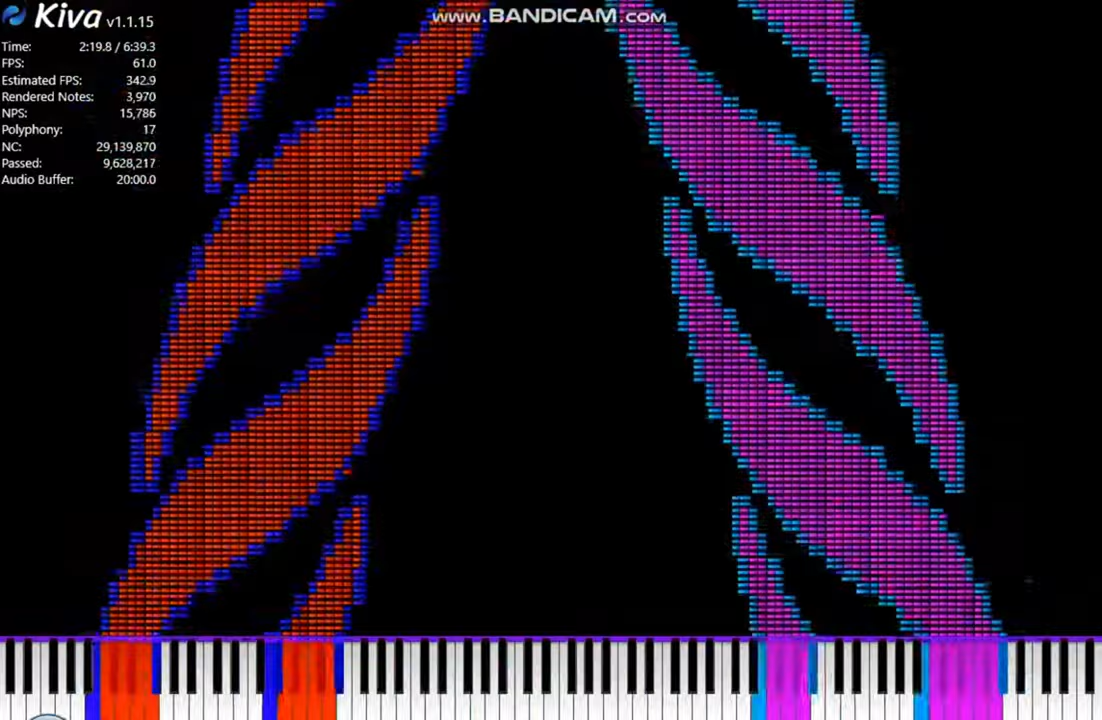 Kiva v1.1.15
www.BANDICAM.com
Time: 2:19.8 / 6:39.3
FPS: 61.0
Estimated FPS: 342.9
Rendered Notes: 3,970
NPS: 15,786
Polyphony: 17
NC: 29,139,870
Passed: 9,628,217
Audio Buffer: 20:00.0